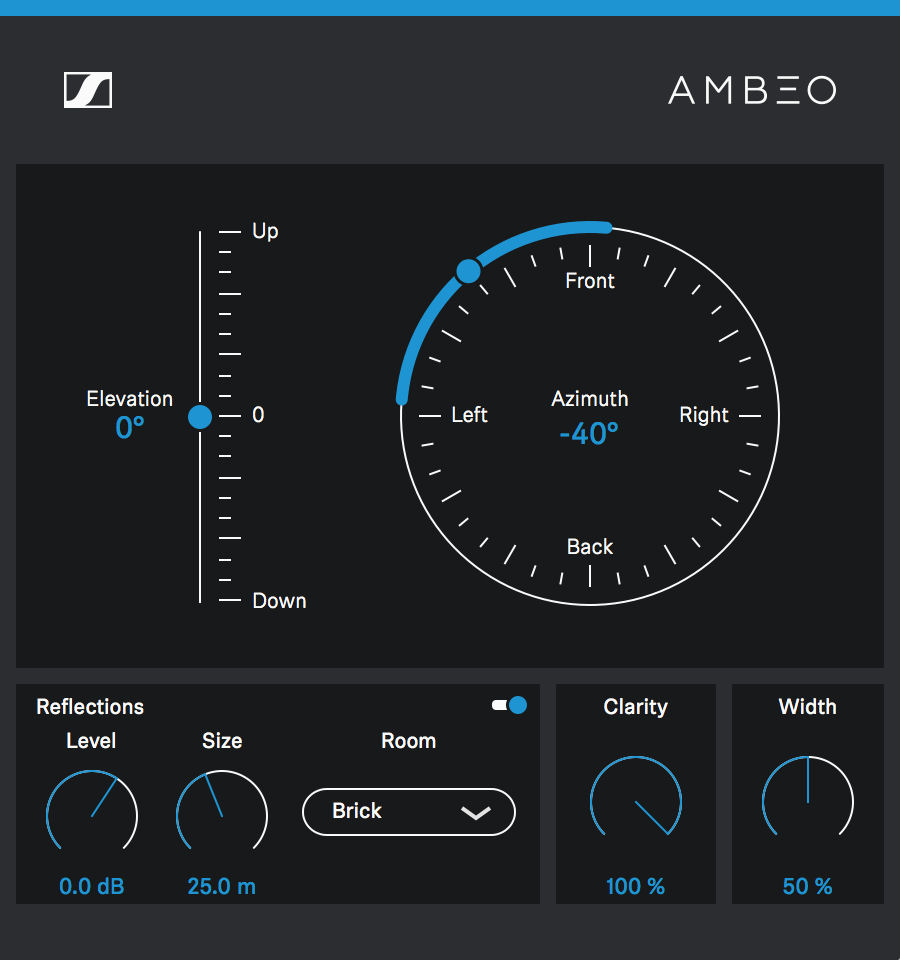 AMBEO
Up
Front
Elevation
0°
0
Left
Azimuth
-40°
Right
Back
Down
Reflections
Level
Size
Room
Brick
0.0 dB
25.0 m
Clarity
100 %
Width
50 %